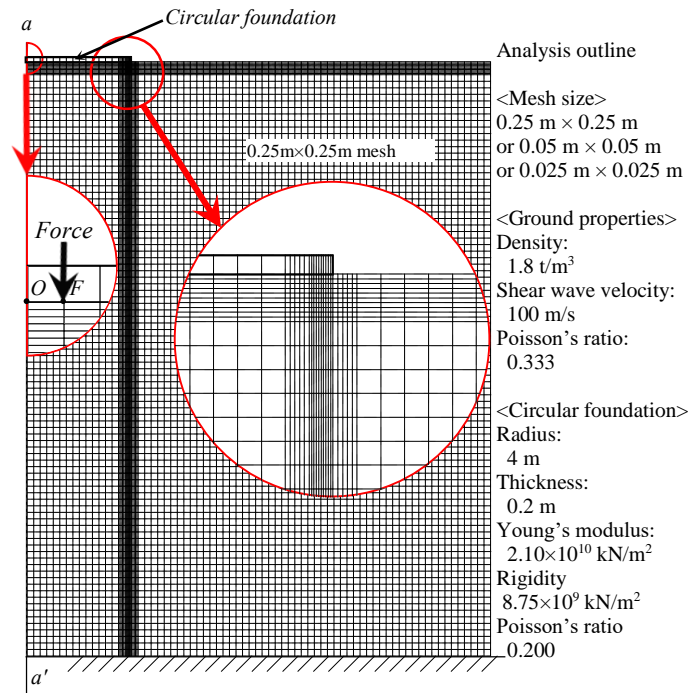 a
Circular foundation
0.25m×0.25m mesh
Force
O
F
a'
Analysis outline
<Mesh size>
0.25 m × 0.25 m
or 0.05 m × 0.05 m
or 0.025 m × 0.025 m
<Ground properties>
Density:
1.8 t/m³
Shear wave velocity:
100 m/s
Poisson's ratio:
0.333
<Circular foundation>
Radius:
4 m
Thickness:
0.2 m
Young's modulus:
2.10×10¹⁰ kN/m²
Rigidity
8.75×10⁹ kN/m²
Poisson's ratio
0.200